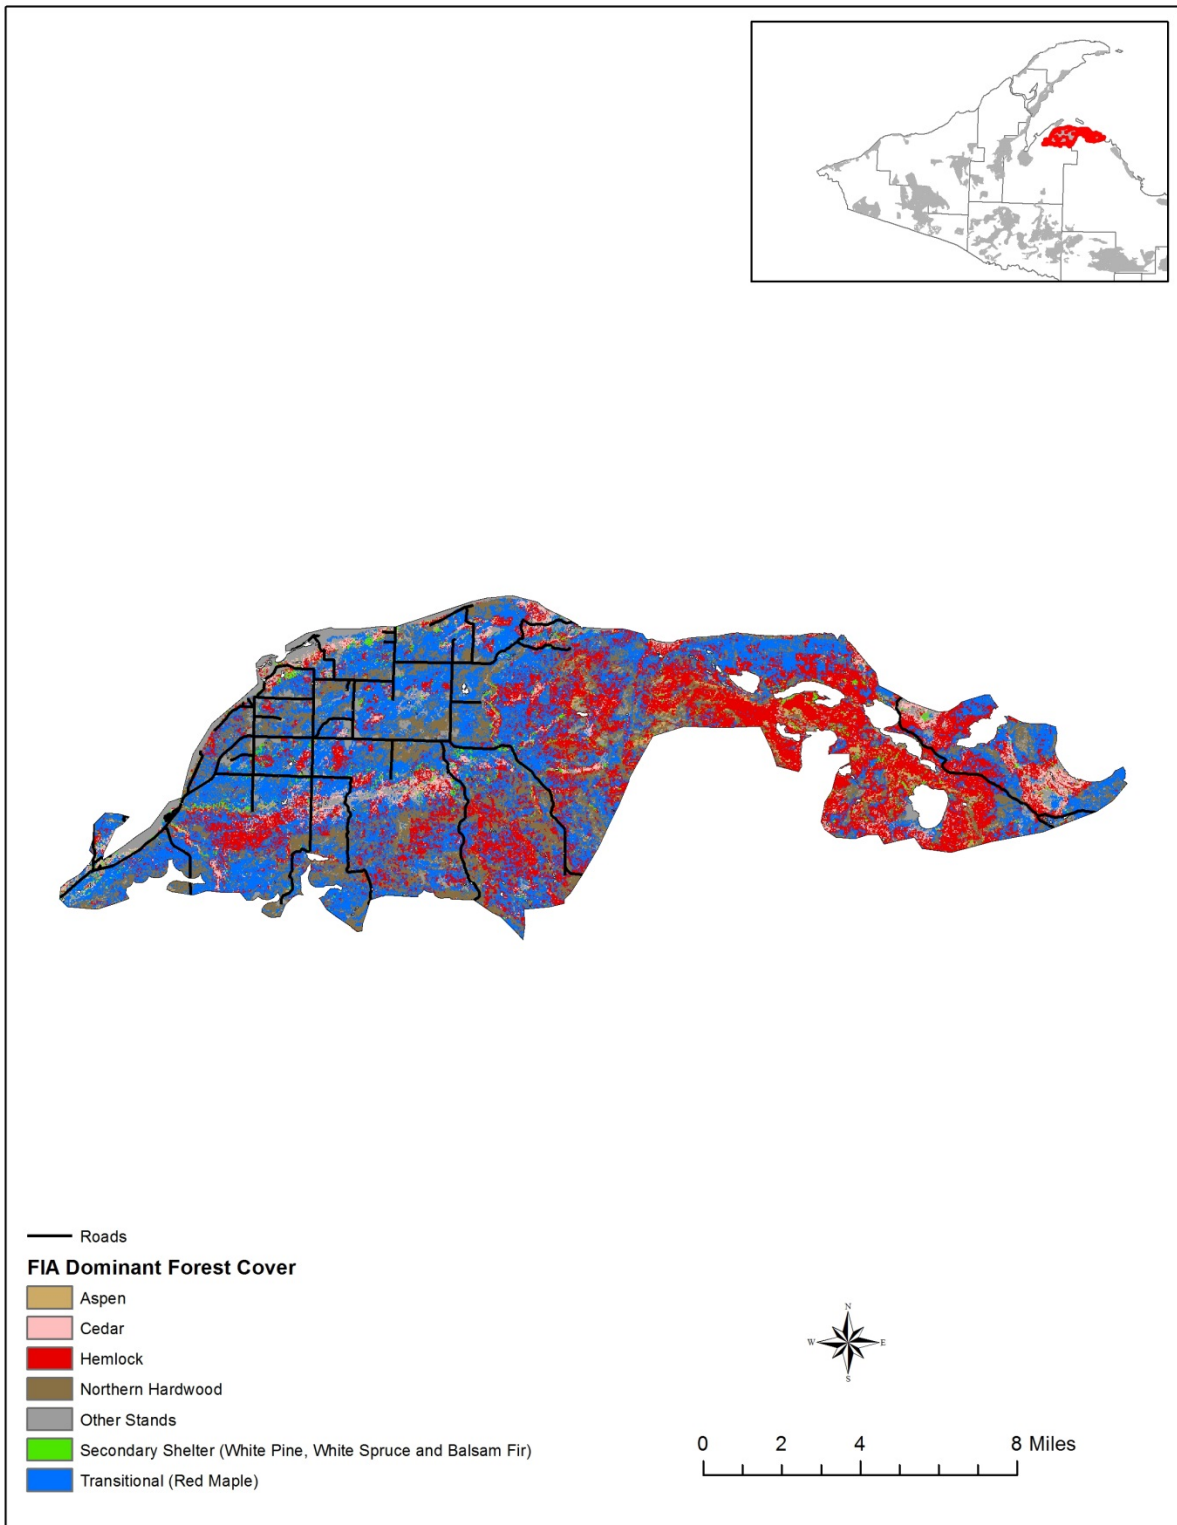 Roads
FIA Dominant Forest Cover
Aspen
Cedar
Hemlock
Northern Hardwood
Other Stands
Secondary Shelter (White Pine, White Spruce and Balsam Fir)
Transitional (Red Maple)
N
W E
S
0 2 4 8 Miles